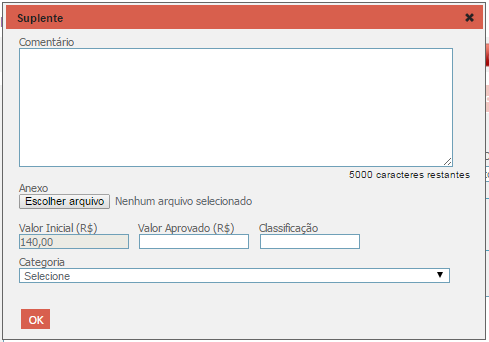 Suplente
Comentário
5000 caracteres restantes
Anexo
Escolher arquivo Nenhum arquivo selecionado
Valor Inicial (R$) Valor Aprovado (R$) Classificação
140,00
Categoria
Selecione
OK